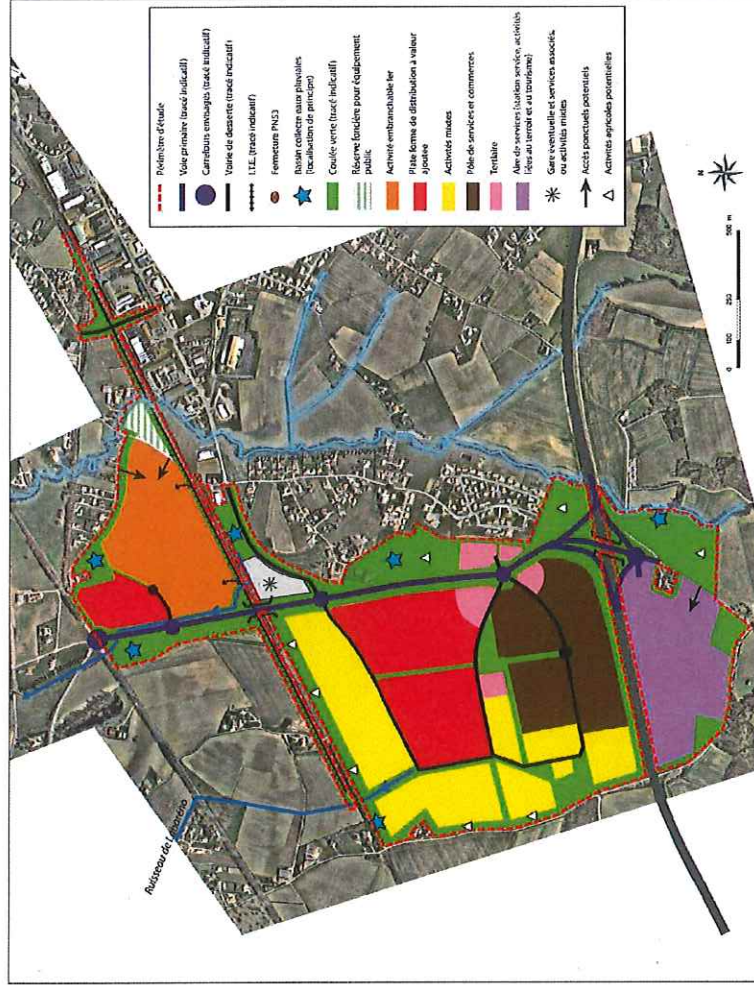 Périmètre d'étude
Voie primaire (tracé indicatif)
Carrefours envisagés (tracé indicatif)
Voirie de desserte (tracé indicatif)
I.T.E. (tracé indicatif)
Fermeture PN53
Bassin collecte eaux pluviales
(localisation de principe)
Coulée verte (tracé indicatif)
Réserve foncière pour équipement
public
Activité embranchable fer
Plate forme de distribution à valeur
ajoutée
Activités mixtes
Pôle de services et commerces
Tertiaire
Aire de services (station service, activités
liées au terroir et au tourisme)
Gare éventuelle et services associés,
ou activités mixtes
Accès ponctuels potentiels
Activités agricoles potentielles
N
0 100 250 500 m
Ruisseau de